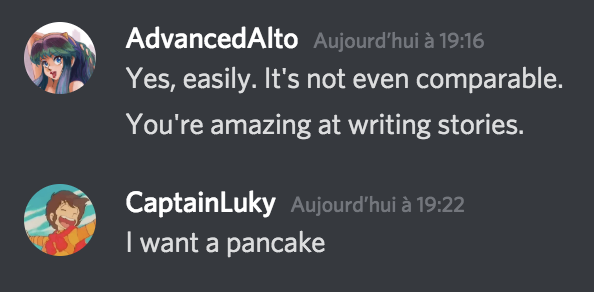 AdvancedAlto Aujourd’hui à 19:16
Yes, easily. It's not even comparable.
You're amazing at writing stories.
CaptainLuky Aujourd’hui à 19:22
I want a pancake